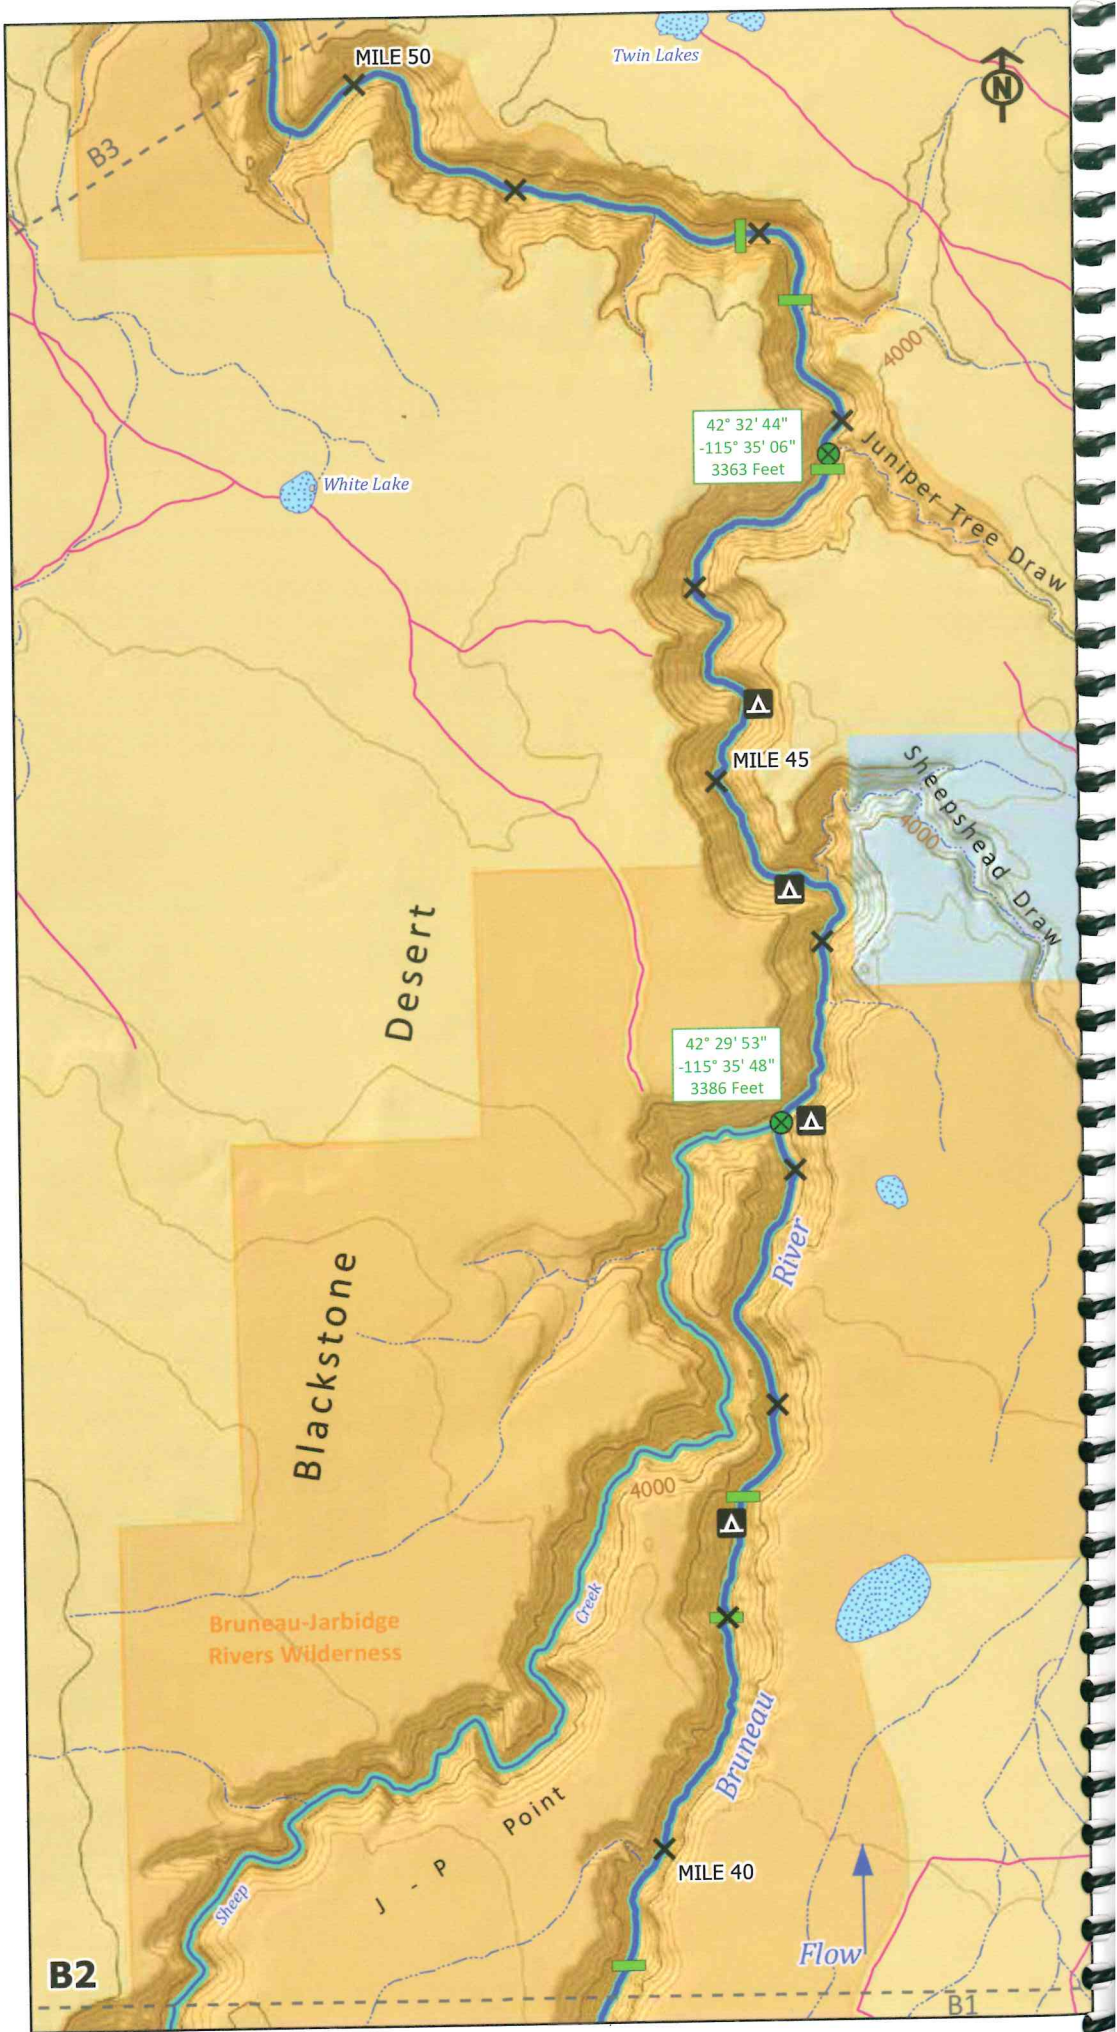 MILE 50
Twin Lakes
N
B3
4000
42° 32' 44"
-115° 35' 06"
3363 Feet
Juniper Tree Draw
White Lake
MILE 45
Sheepshead Draw
4000
Desert
42° 29' 53"
-115° 35' 48"
3386 Feet
River
Blackstone
4000
Creek
Bruneau-Jarbidge
Rivers Wilderness
Bruneau
Point
J - P
MILE 40
Sheep
Flow
B2
B1